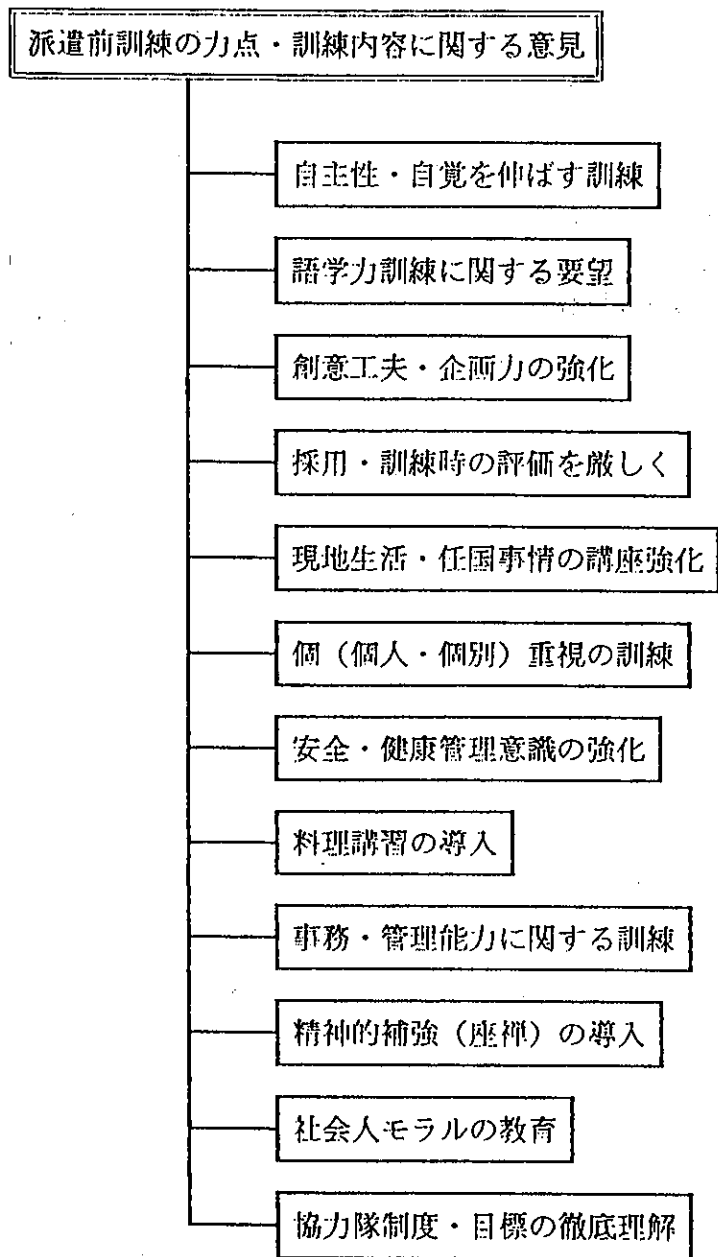 派遣前訓練の力点・訓練内容に関する意見
自主性・自覚を伸ばす訓練
語学力訓練に関する要望
創意工夫・企画力の強化
採用・訓練時の評価を厳しく
現地生活・任国事情の講座強化
個（個人・個別）重視の訓練
安全・健康管理意識の強化
料理講習の導入
事務・管理能力に関する訓練
精神的補強（座禅）の導入
社会人モラルの教育
協力隊制度・目標の徹底理解